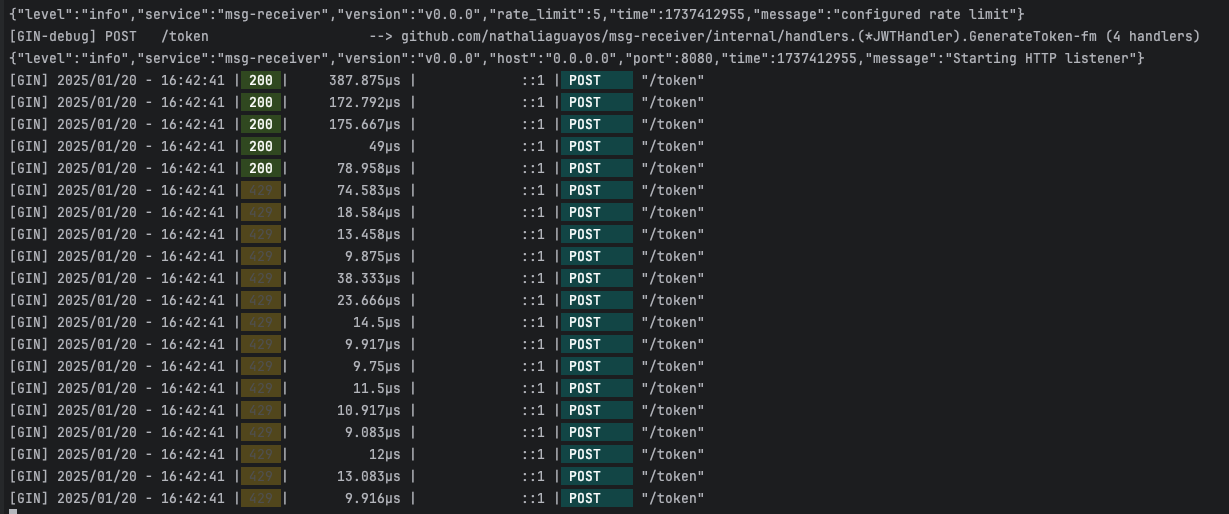 {"level":"info","service":"msg-receiver","version":"v0.0.0","rate_limit":5,"time":1737412955,"message":"configured rate limit"}
[GIN-debug] POST   /token                    --> github.com/nathaliaguayos/msg-receiver/internal/handlers.(*JWTHandler).GenerateToken-fm (4 handlers)
{"level":"info","service":"msg-receiver","version":"v0.0.0","host":"0.0.0.0","port":8080,"time":1737412955,"message":"Starting HTTP listener"}
[GIN] 2025/01/20 - 16:42:41 | 200 |     387.875µs |             ::1 | POST     "/token"
[GIN] 2025/01/20 - 16:42:41 | 200 |     172.792µs |             ::1 | POST     "/token"
[GIN] 2025/01/20 - 16:42:41 | 200 |     175.667µs |             ::1 | POST     "/token"
[GIN] 2025/01/20 - 16:42:41 | 200 |          49µs |             ::1 | POST     "/token"
[GIN] 2025/01/20 - 16:42:41 | 200 |      78.958µs |             ::1 | POST     "/token"
[GIN] 2025/01/20 - 16:42:41 | 429 |      74.583µs |             ::1 | POST     "/token"
[GIN] 2025/01/20 - 16:42:41 | 429 |      18.584µs |             ::1 | POST     "/token"
[GIN] 2025/01/20 - 16:42:41 | 429 |      13.458µs |             ::1 | POST     "/token"
[GIN] 2025/01/20 - 16:42:41 | 429 |       9.875µs |             ::1 | POST     "/token"
[GIN] 2025/01/20 - 16:42:41 | 429 |      38.333µs |             ::1 | POST     "/token"
[GIN] 2025/01/20 - 16:42:41 | 429 |      23.666µs |             ::1 | POST     "/token"
[GIN] 2025/01/20 - 16:42:41 | 429 |        14.5µs |             ::1 | POST     "/token"
[GIN] 2025/01/20 - 16:42:41 | 429 |       9.917µs |             ::1 | POST     "/token"
[GIN] 2025/01/20 - 16:42:41 | 429 |        9.75µs |             ::1 | POST     "/token"
[GIN] 2025/01/20 - 16:42:41 | 429 |        11.5µs |             ::1 | POST     "/token"
[GIN] 2025/01/20 - 16:42:41 | 429 |      10.917µs |             ::1 | POST     "/token"
[GIN] 2025/01/20 - 16:42:41 | 429 |       9.083µs |             ::1 | POST     "/token"
[GIN] 2025/01/20 - 16:42:41 | 429 |          12µs |             ::1 | POST     "/token"
[GIN] 2025/01/20 - 16:42:41 | 429 |      13.083µs |             ::1 | POST     "/token"
[GIN] 2025/01/20 - 16:42:41 | 429 |       9.916µs |             ::1 | POST     "/token"